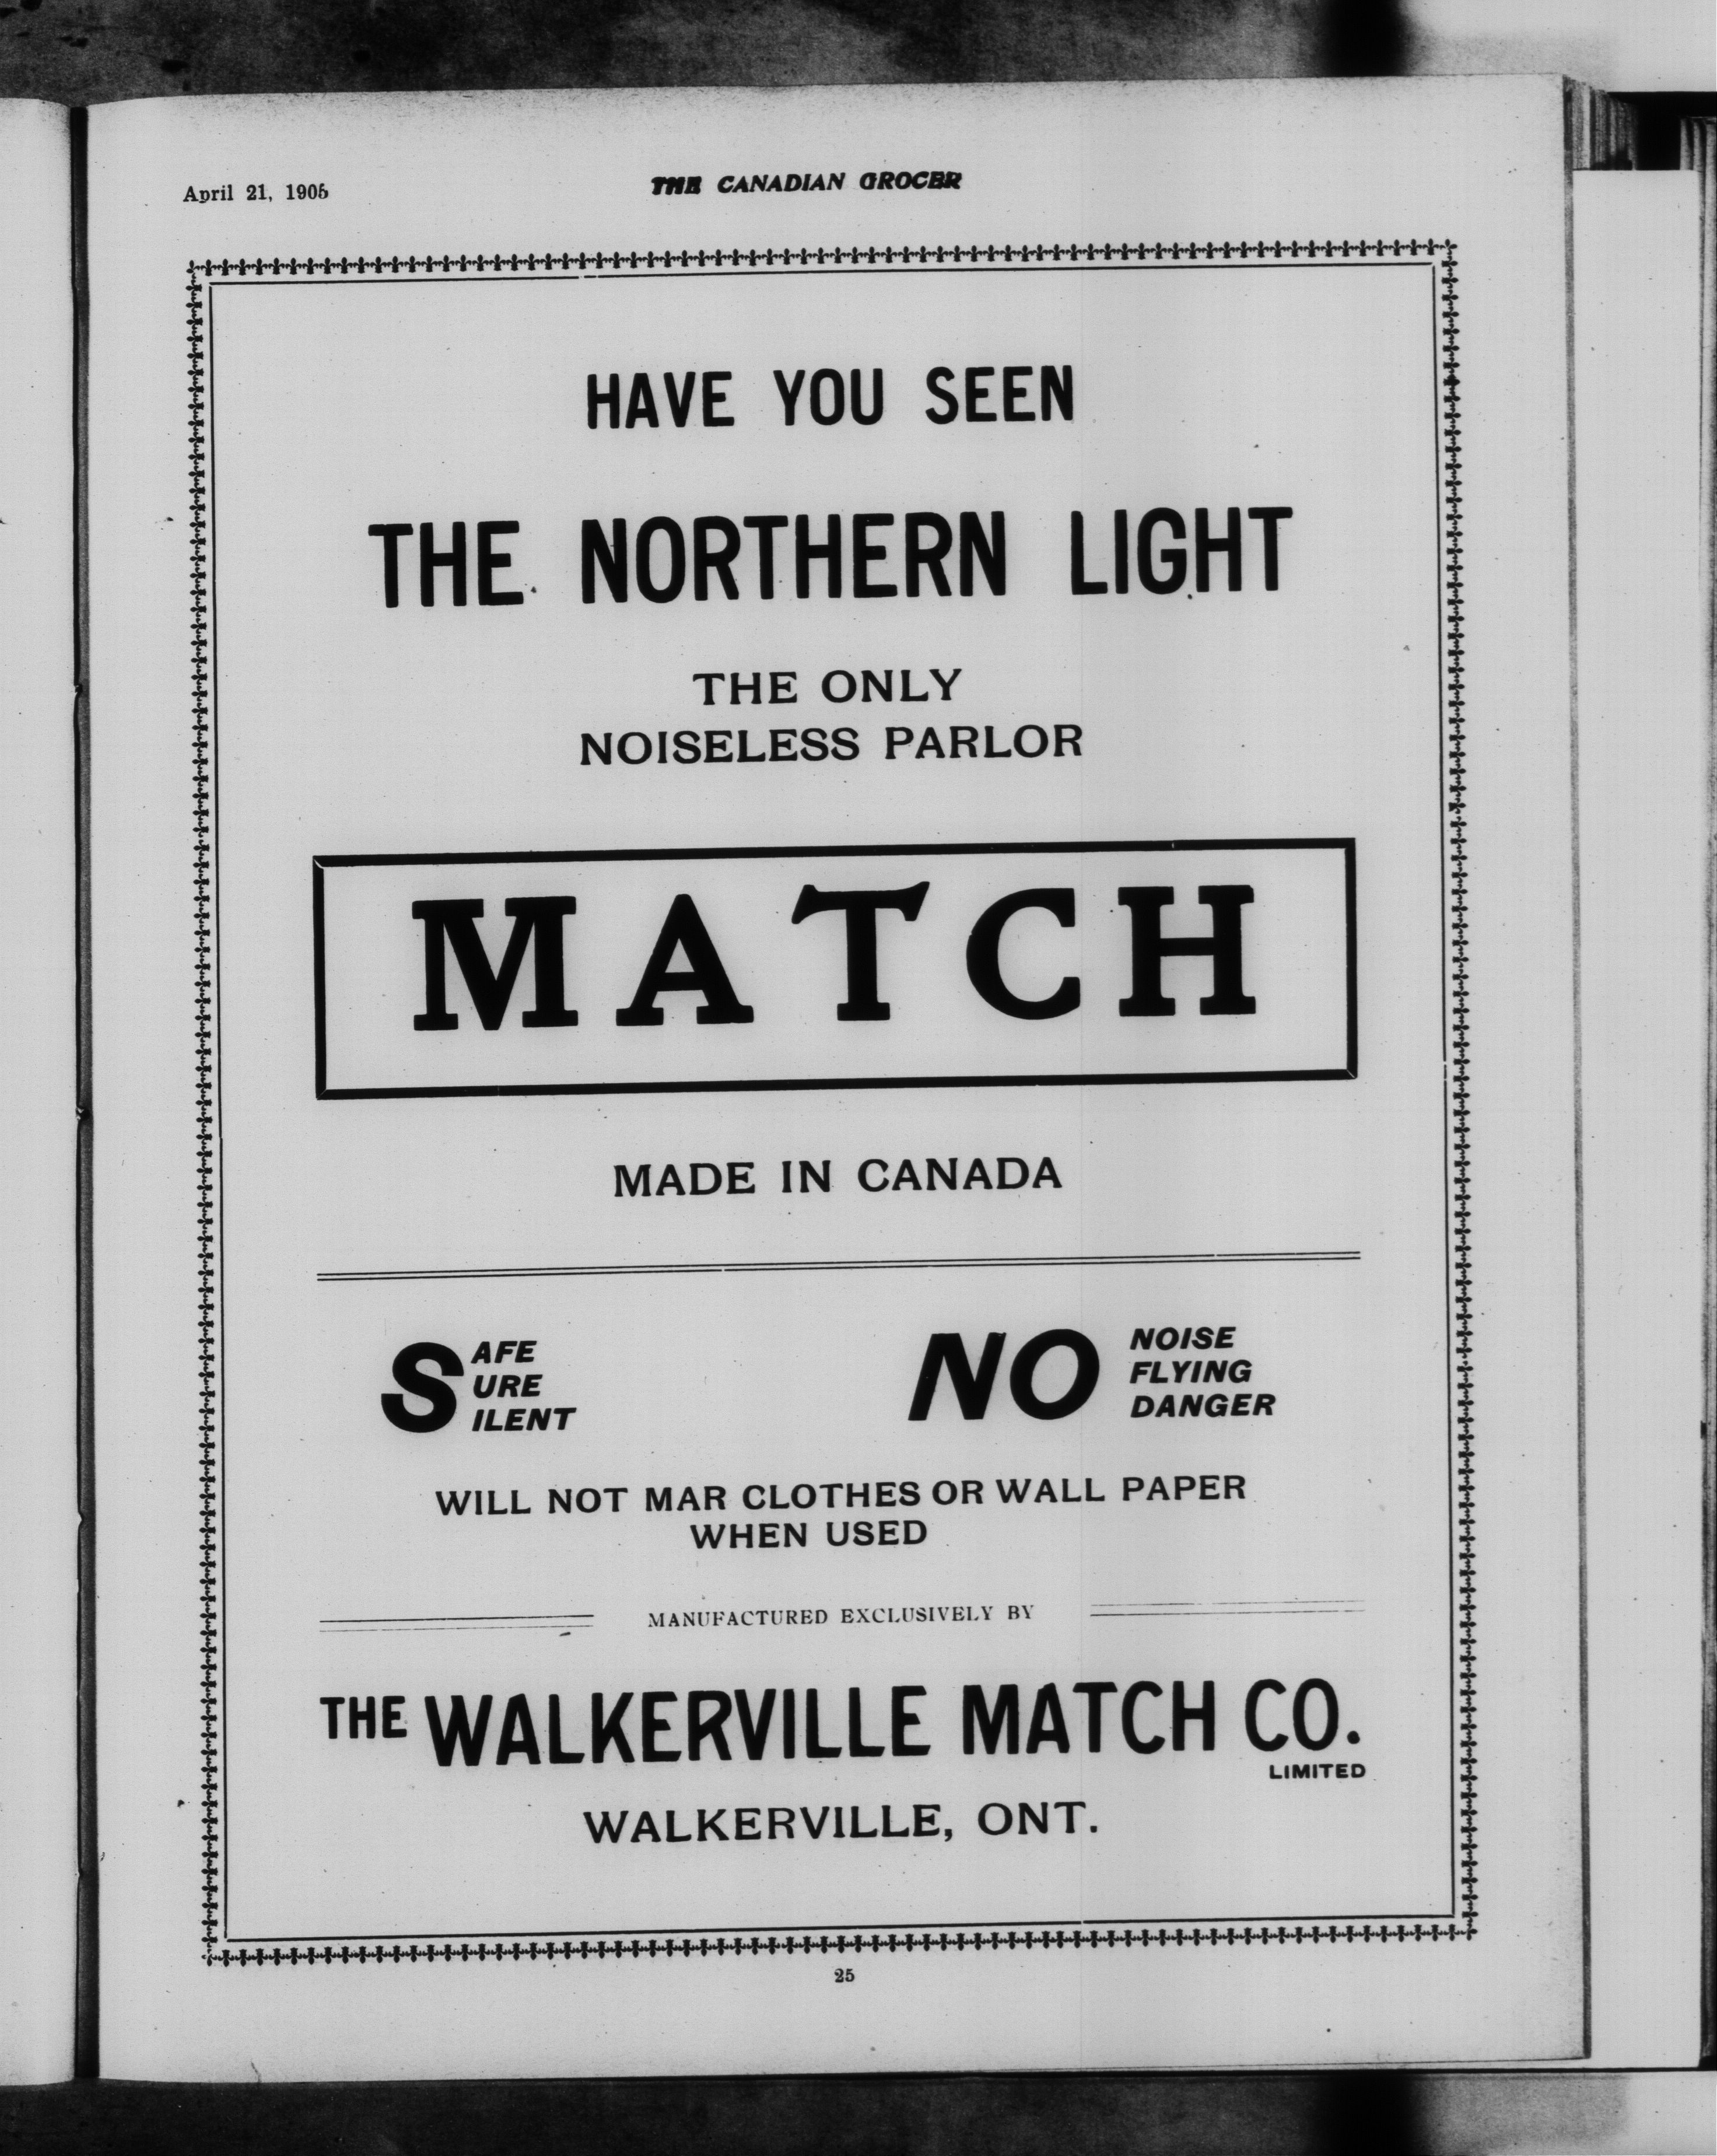 April 21, 1905
THE CANADIAN GROCER
HAVE YOU SEEN
THE NORTHERN LIGHT
THE ONLY
NOISELESS PARLOR
MATCH
MADE IN CANADA
SAFE
SURE
SILENT
NO NOISE
FLYING
DANGER
WILL NOT MAR CLOTHES OR WALL PAPER
WHEN USED
MANUFACTURED EXCLUSIVELY BY
THE WALKERVILLE MATCH CO.
LIMITED
WALKERVILLE, ONT.
25